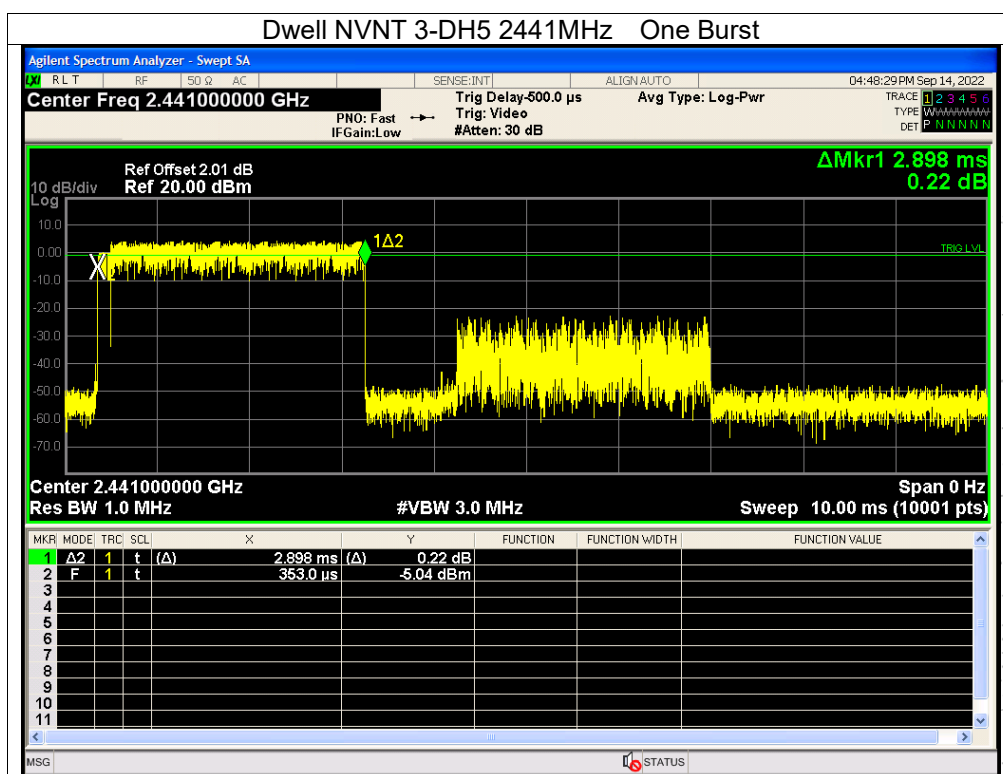 Dwell NVNT 3-DH5 2441MHz One Burst
Agilent Spectrum Analyzer - Swept SA
LXI RLT RF 50 Ω AC SENSE:INT ALIGNAUTO 04:48:29 PM Sep 14, 2022
Center Freq 2.441000000 GHz Trig Delay-500.0 µs Avg Type: Log-Pwr TRACE 1 2 3 4 5 6
PNO: Fast Trig: Video TYPE WWWWWW
IFGain:Low #Atten: 30 dB DET P N N N N N
ΔMkr1 2.898 ms
0.22 dB
Ref Offset 2.01 dB
10 dB/div Ref 20.00 dBm
Log
10.0
1Δ2
0.00
TRIG LVL
X2
-10.0
-20.0
-30.0
-40.0
-50.0
-60.0
-70.0
Center 2.441000000 GHz Span 0 Hz
Res BW 1.0 MHz #VBW 3.0 MHz Sweep 10.00 ms (10001 pts)
MKR MODE TRC SCL X Y FUNCTION FUNCTION WIDTH FUNCTION VALUE
1 Δ2 1 t (Δ) 2.898 ms (Δ) 0.22 dB
2 F 1 t 353.0 µs -5.04 dBm
3
4
5
6
7
8
9
10
11
MSG STATUS